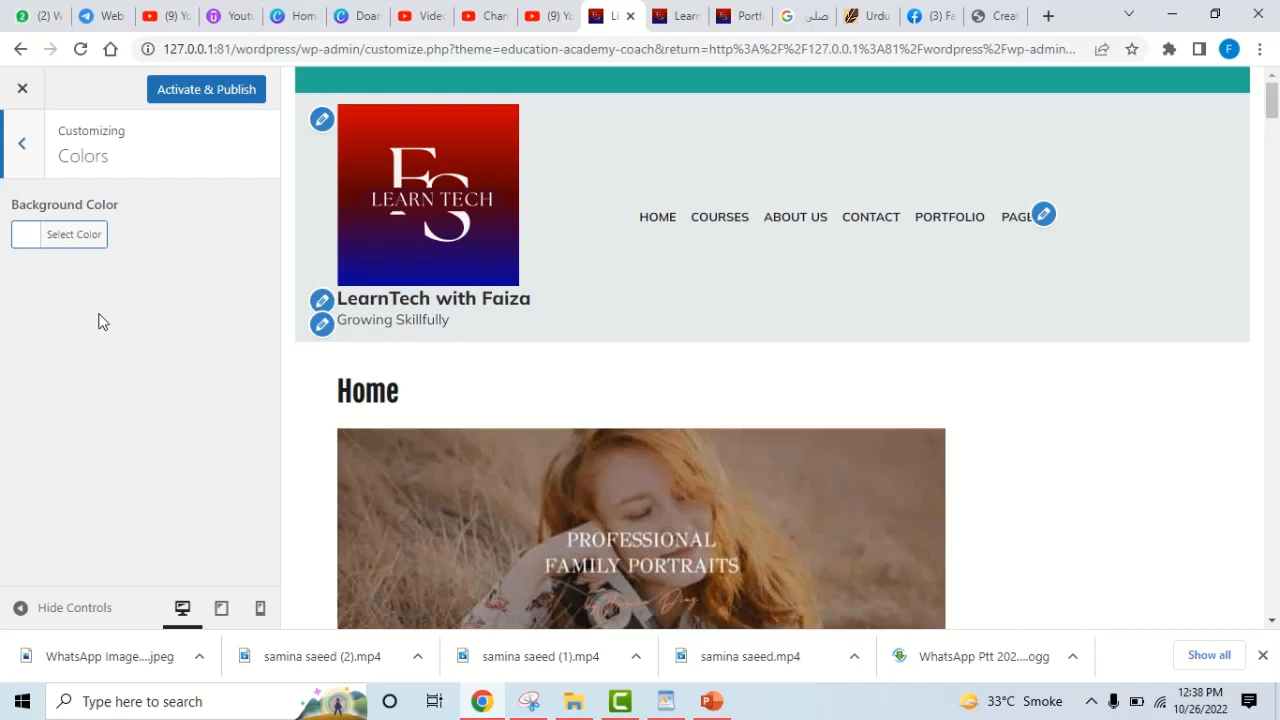 (2) Web
(9) Yo
Youtu
Hom
Doan
Video
Chan
(9) Yo
Li
Learn
Portf
صلى
Urdu
(3) Fa
Creat
127.0.0.1:81/wordpress/wp-admin/customize.php?theme=education-academy-coach&return=http%3A%2F%2F127.0.0.1%3A81%2Fwordpress%2Fwp-admin...
F
Activate & Publish
Customizing
Colors
Background Color
Select Color
Hide Controls
FS
LEARN TECH
HOME COURSES ABOUT US CONTACT PORTFOLIO PAGE
LearnTech with Faiza
Growing Skillfully
Home
PROFESSIONAL
FAMILY PORTRAITS
WhatsApp Image....jpeg
samina saeed (2).mp4
samina saeed (1).mp4
samina saeed.mp4
WhatsApp Ptt 202....ogg
Show all
Type here to search
33°C Smoke
12:38 PM
10/26/2022